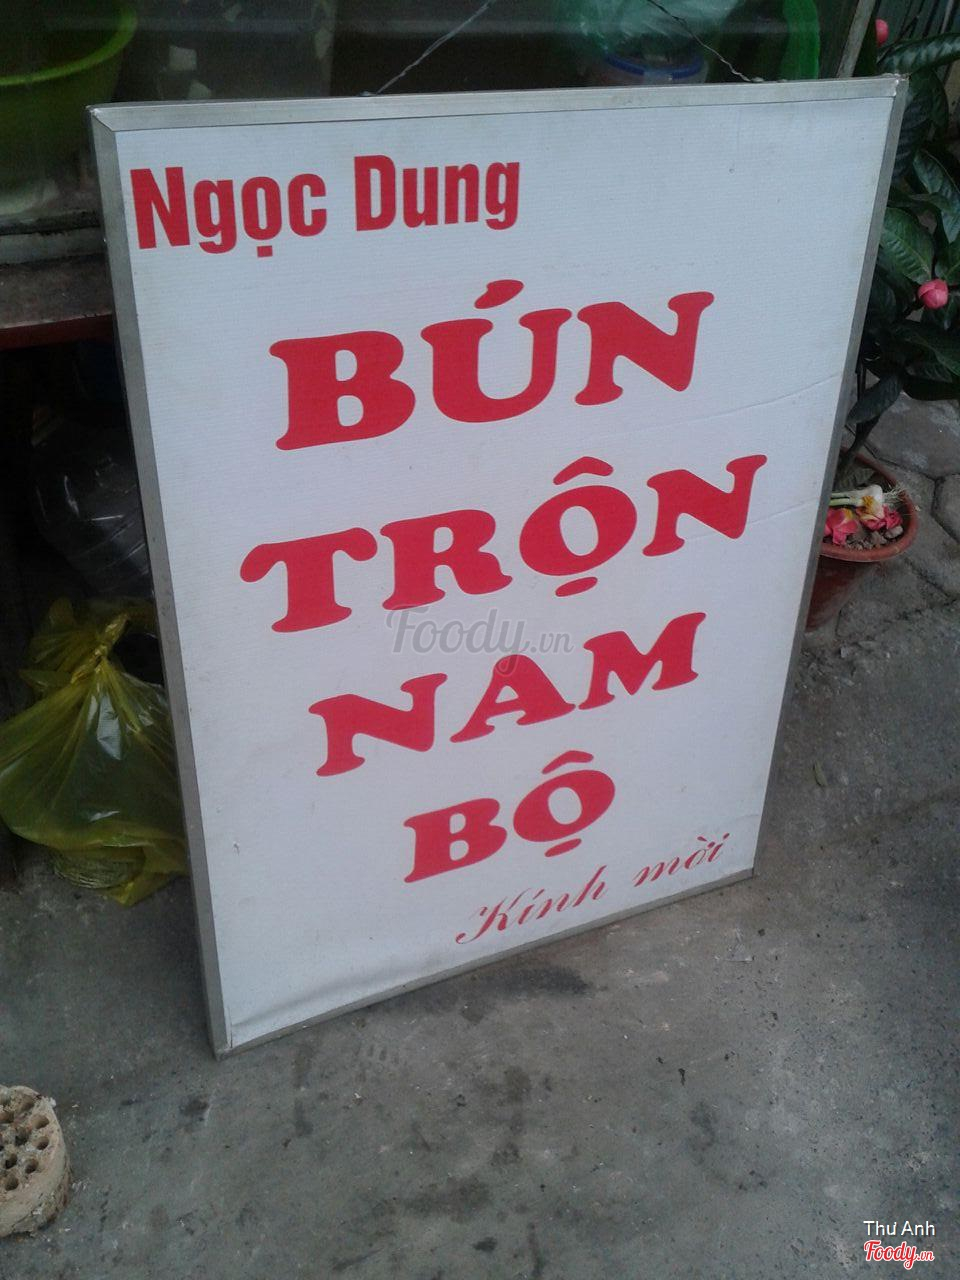 Ngọc Dung
BÚN
TRỘN
NAM
BỘ
Kính mời
Foody.vn
Thư Anh
Foody.vn